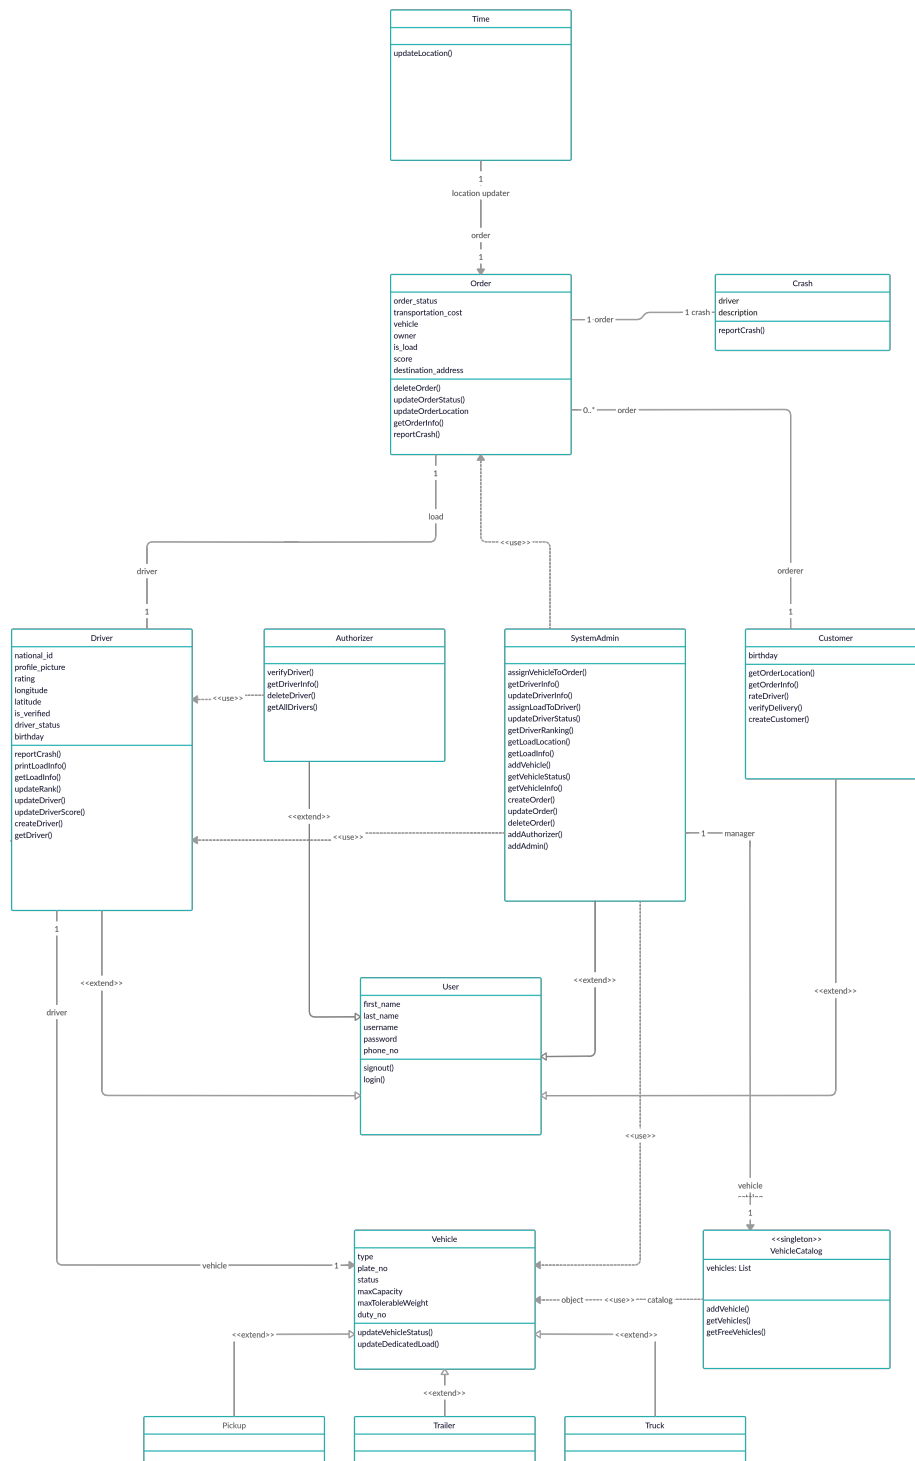 Time
updateLocation()
1
location updater
order
1
Order
order_status
transportation_cost
vehicle
owner
is_load
score
destination_address
deleteOrder()
updateOrderStatus()
updateOrderLocation
getOrderInfo()
reportCrash()
1 order
1 crash
Crash
driver
description
reportCrash()
0..* order
orderer
1
1
load
driver
1
<<use>>
Driver
national_id
profile_picture
rating
longitude
latitude
is_verified
driver_status
birthday
reportCrash()
printLoadInfo()
getLoadInfo()
updateRank()
updateDriver()
updateDriverScore()
createDriver()
getDriver()
<<use>>
Authorizer
verifyDriver()
getDriverInfo()
deleteDriver()
getAllDrivers()
SystemAdmin
assignVehicleToOrder()
getDriverInfo()
updateDriverInfo()
assignLoadToDriver()
updateDriverStatus()
getDriverRanking()
getLoadLocation()
getLoadInfo()
addVehicle()
getVehicleStatus()
getVehicleInfo()
createOrder()
updateOrder()
deleteOrder()
addAuthorizer()
addAdmin()
Customer
birthday
getOrderLocation()
getOrderInfo()
rateDriver()
verifyDelivery()
createCustomer()
<<extend>>
<<use>>
1 manager
1
driver
<<extend>>
<<extend>>
<<extend>>
User
first_name
last_name
username
password
phone_no
signout()
login()
<<use>>
vehicle
1
vehicle 1
Vehicle
type
plate_no
status
maxCapacity
maxTolerableWeight
duty_no
updateVehicleStatus()
updateDedicatedLoad()
object <<use>> catalog
<<singleton>>
VehicleCatalog
vehicles: List
addVehicle()
getVehicles()
getFreeVehicles()
<<extend>>
<<extend>>
<<extend>>
Pickup
Trailer
Truck